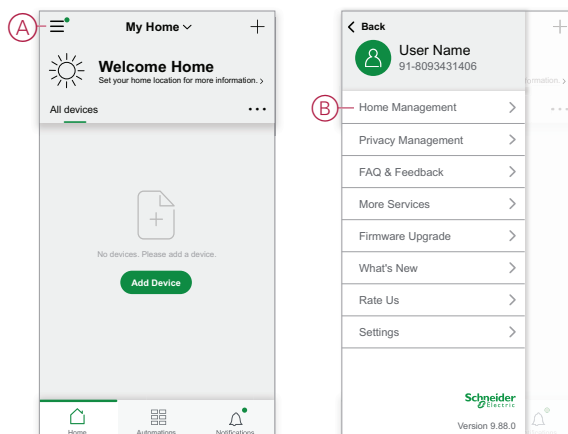 A
My Home
Welcome Home
Set your home location for more information. >
All devices
No devices. Please add a device.
Add Device
Home
Automations
Notifications
Back
User Name
91-8093431406
B
Home Management
Privacy Management
FAQ & Feedback
More Services
Firmware Upgrade
What's New
Rate Us
Settings
Schneider
Electric
Version 9.88.0